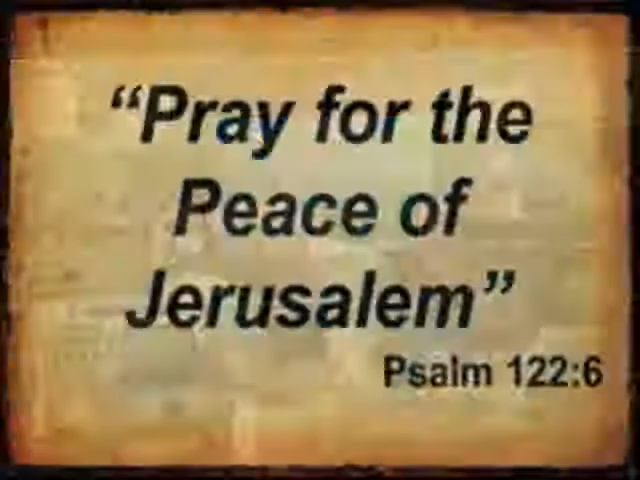 “Pray for the
Peace of
Jerusalem”
Psalm 122:6